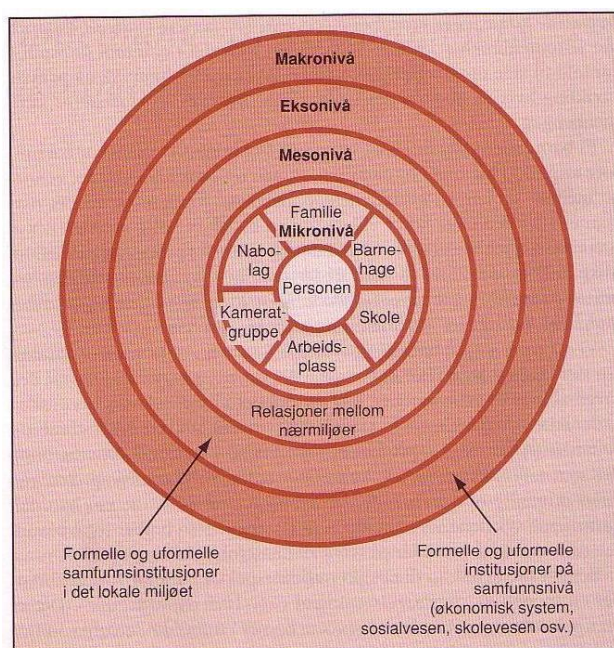 Makronivå
Eksonivå
Mesonivå
Familie
Mikronivå
Nabo-
lag
Barne-
hage
Personen
Kamerat-
gruppe
Skole
Arbeids-
plass
Relasjoner mellom
nærmiljøer
Formelle og uformelle
samfunnsinstitusjoner
i det lokale miljøet
Formelle og uformelle
institusjoner på
samfunnsnivå
(økonomisk system,
sosialvesen, skolevesen osv.)